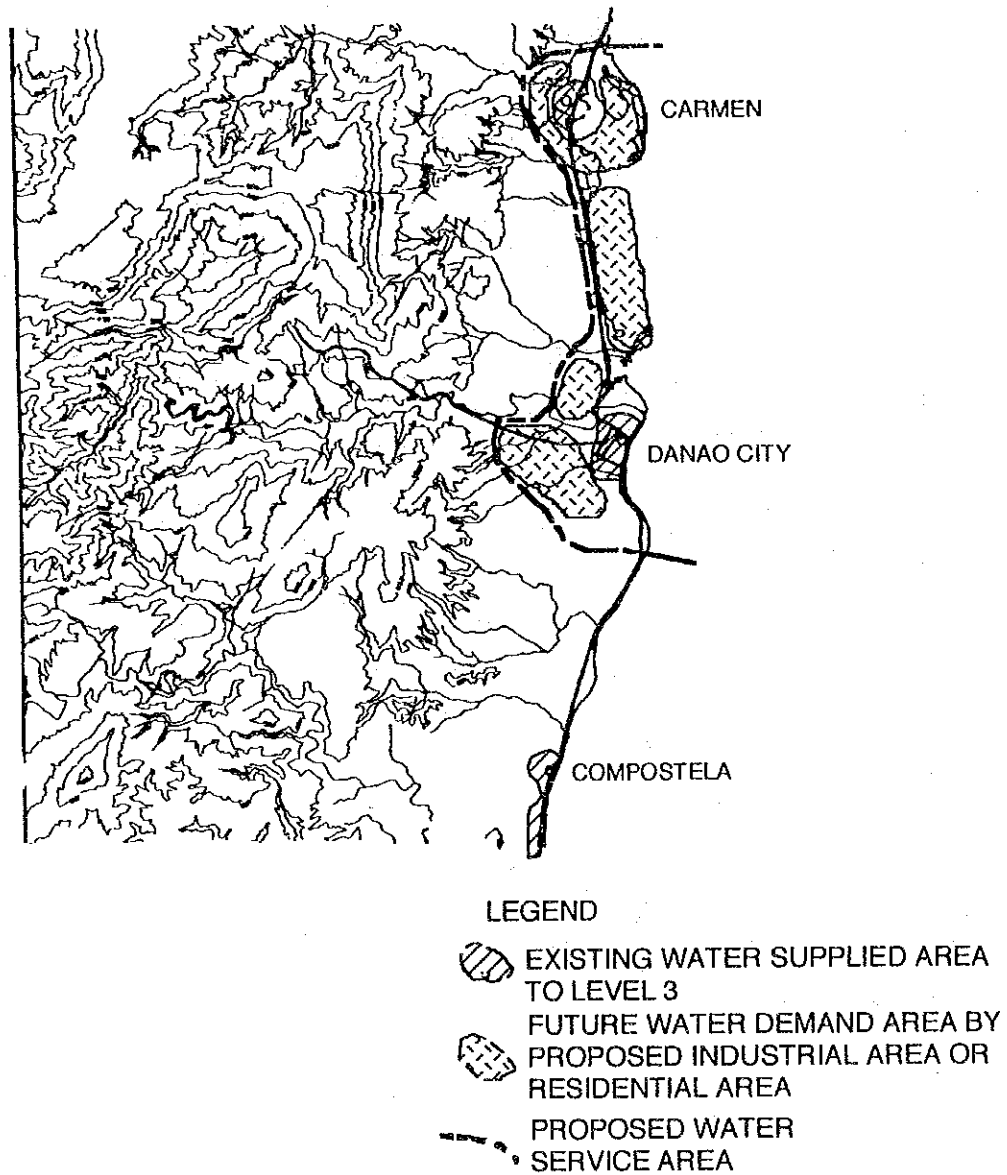 CARMEN
DANAO CITY
COMPOSTELA
LEGEND
EXISTING WATER SUPPLIED AREA
TO LEVEL 3
FUTURE WATER DEMAND AREA BY
PROPOSED INDUSTRIAL AREA OR
RESIDENTIAL AREA
PROPOSED WATER
SERVICE AREA